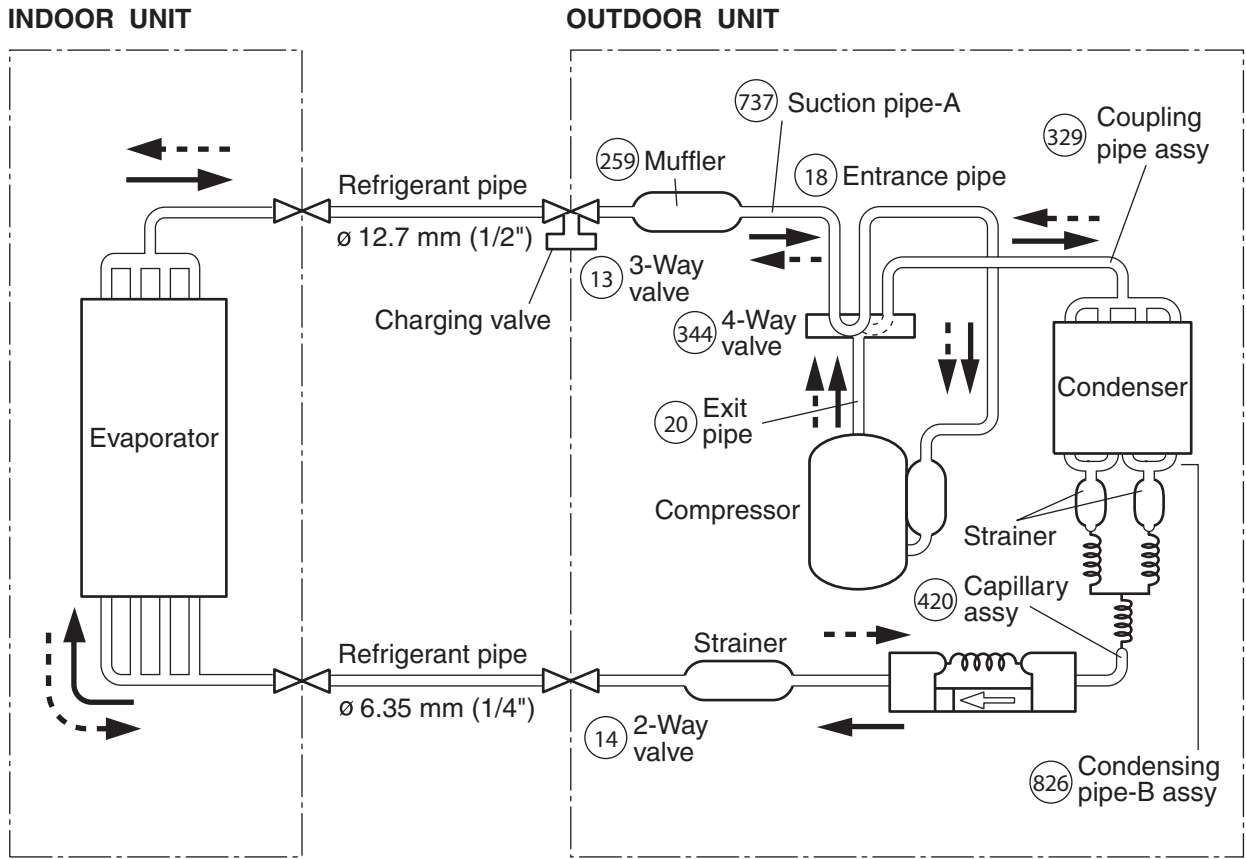 INDOOR UNIT
OUTDOOR UNIT
737 Suction pipe-A
329 Coupling
pipe assy
259 Muffler
18 Entrance pipe
Refrigerant pipe
ø 12.7 mm (1/2")
13 3-Way
valve
Charging valve
344 4-Way
valve
Condenser
20 Exit
pipe
Evaporator
Compressor
Strainer
420 Capillary
assy
Strainer
Refrigerant pipe
ø 6.35 mm (1/4")
14 2-Way
valve
826 Condensing
pipe-B assy